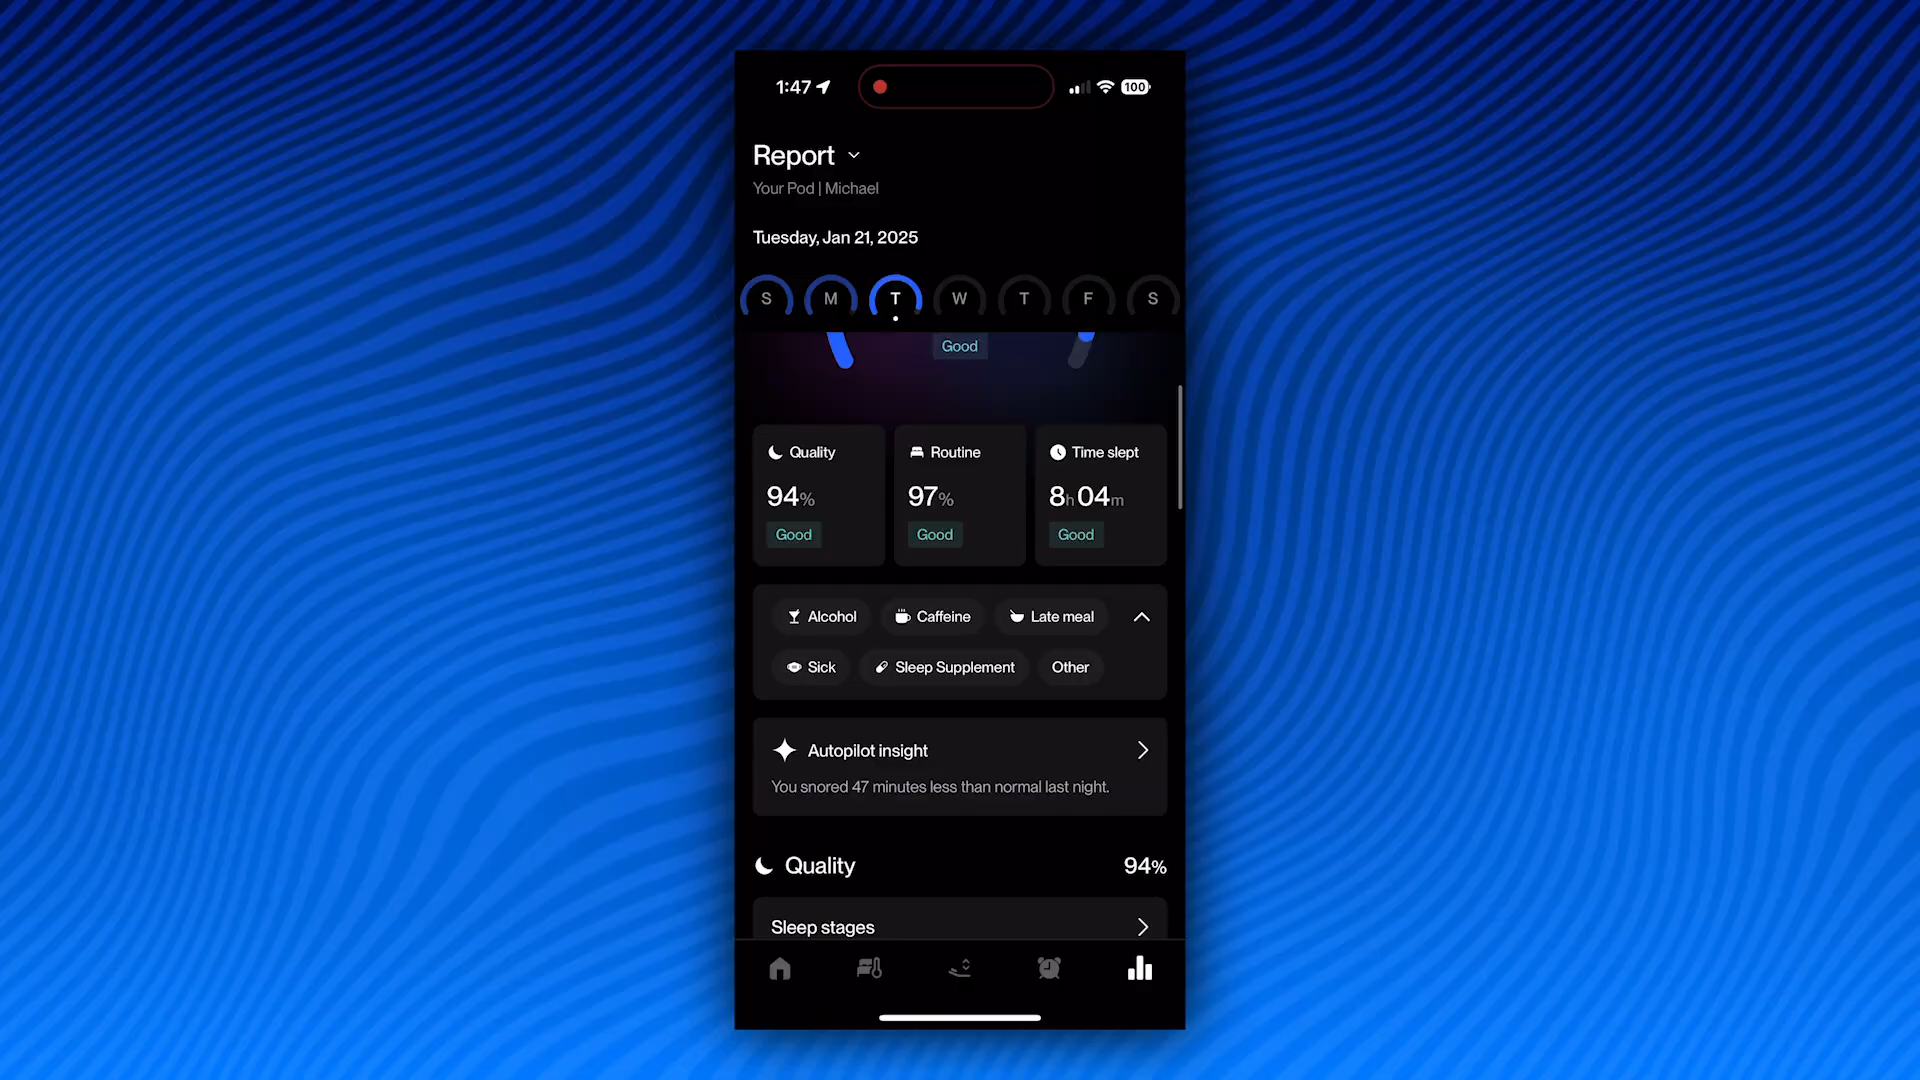 1:47 100
Report
Your Pod | Michael
Tuesday, Jan 21, 2025
S M T W T F S
Good
Quality Routine Time slept
94% 97% 8h 04m
Good Good Good
Alcohol Caffeine Late meal
Sick Sleep Supplement Other
Autopilot insight
You snored 47 minutes less than normal last night.
Quality 94%
Sleep stages